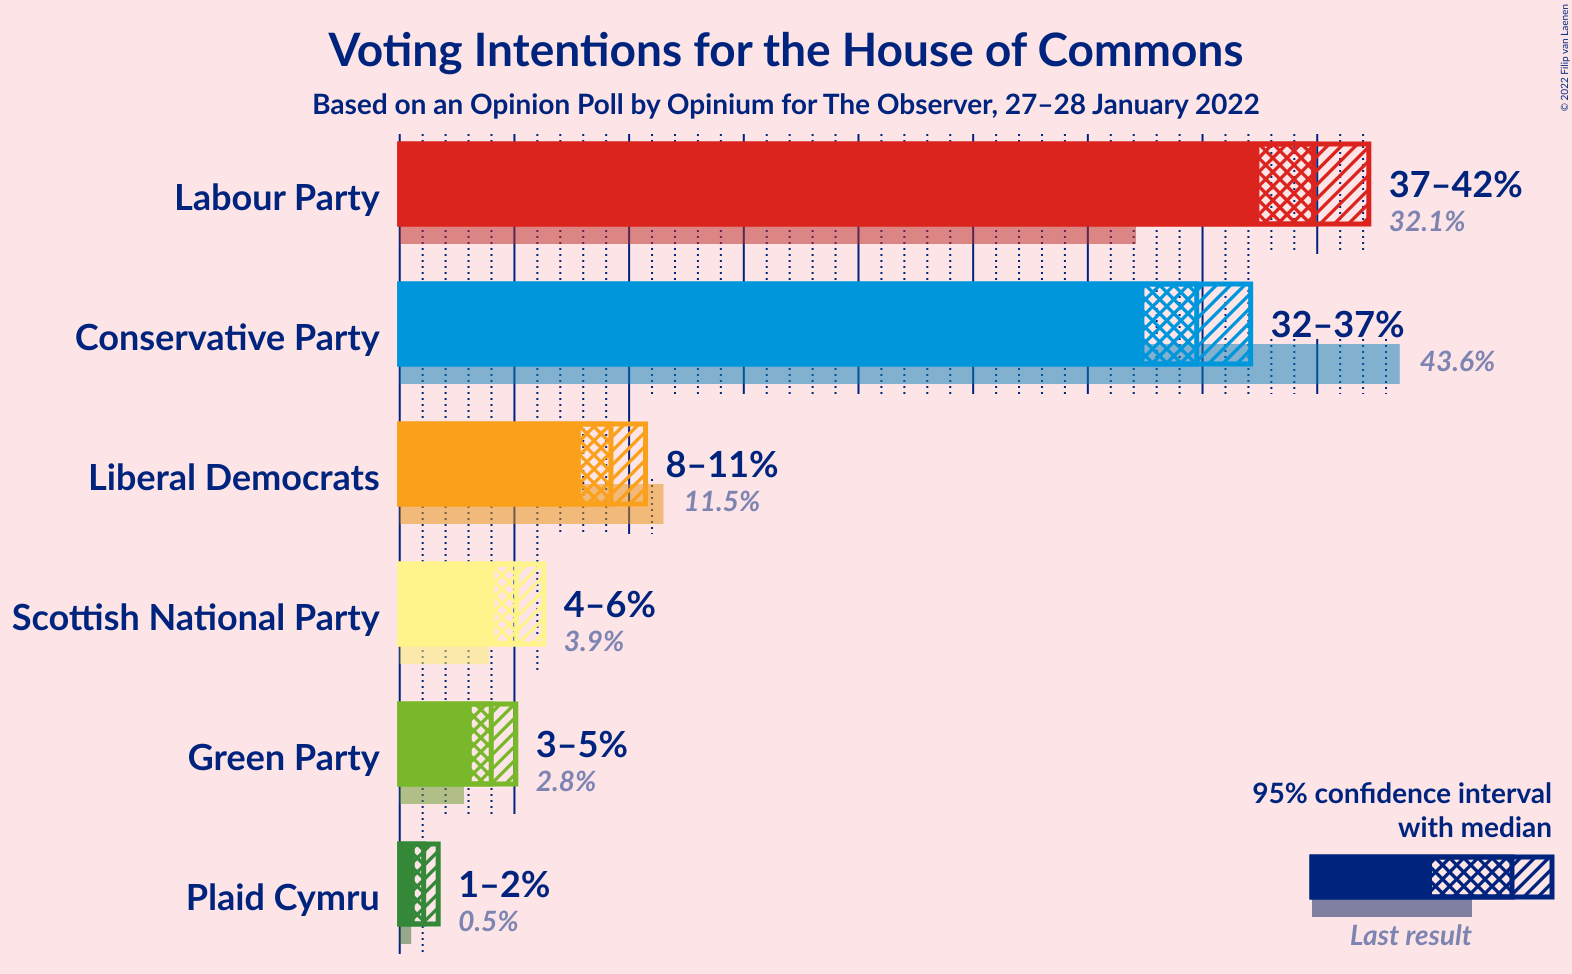 Voting Intentions for the House of Commons
Based on an Opinion Poll by Opinium for The Observer, 27–28 January 2022
© 2022 Filip van Laenen
Labour Party
37–42%
32.1%
Conservative Party
32–37%
43.6%
Liberal Democrats
8–11%
11.5%
Scottish National Party
4–6%
3.9%
Green Party
3–5%
2.8%
Plaid Cymru
1–2%
0.5%
95% confidence interval
with median
Last result